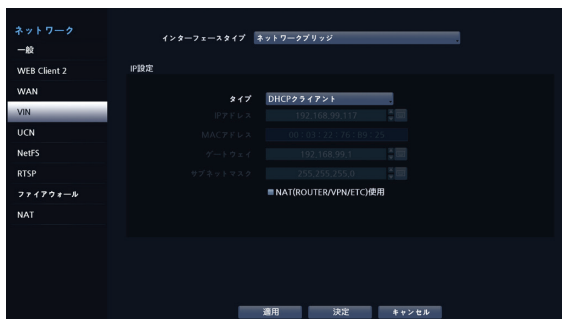 ネットワーク
一般
WEB Client 2
WAN
VIN
UCN
NetFS
RTSP
ファイアウォール
NAT
インターフェースタイプ ネットワークブリッジ
IP設定
タイプ DHCPクライアント
IPアドレス 192.168.99.117
MACアドレス 00:03:22:76:89:25
ゲートウェイ 192.168.99.1
サブネットマスク 255.255.255.0
NAT(ROUTER/VPN/ETC)使用
適用 決定 キャンセル